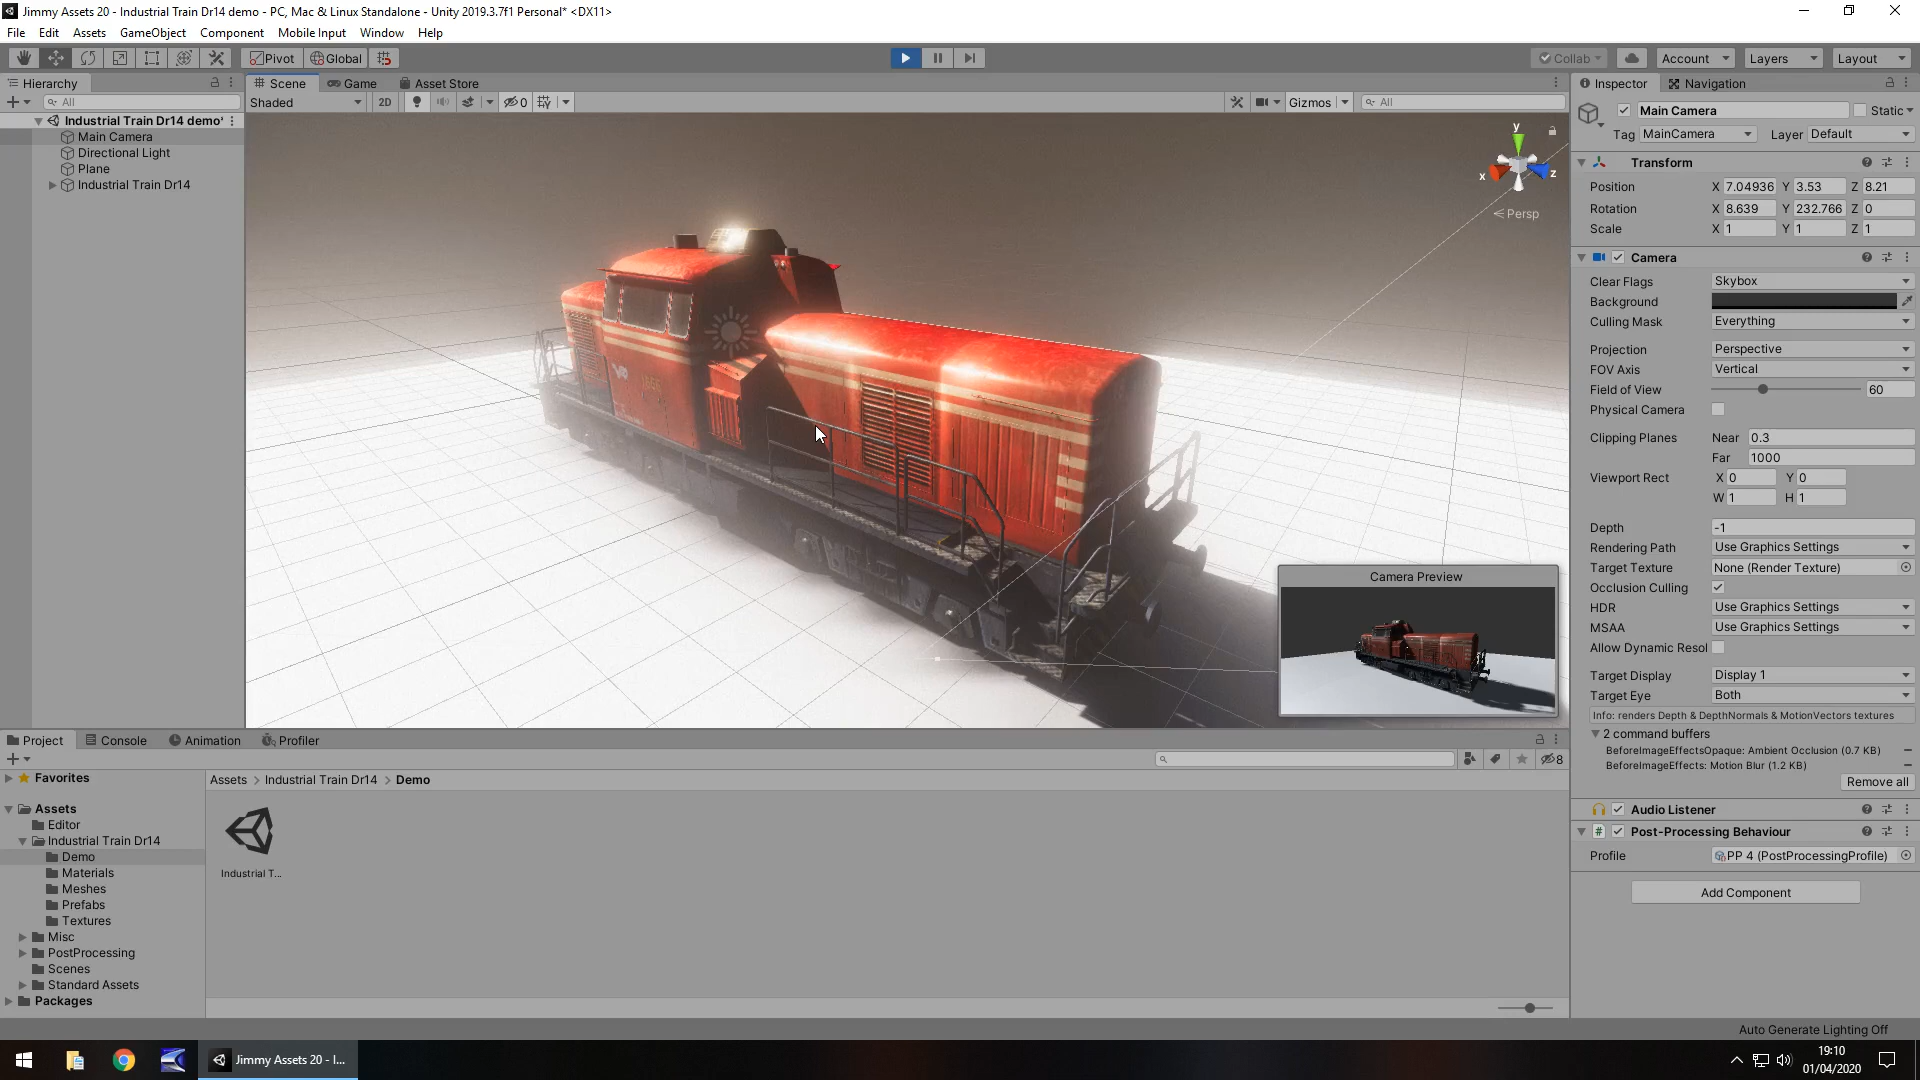 Jimmy Assets 20 - Industrial Train Dr14 demo - PC, Mac & Linux Standalone - Unity 2019.3.7f1 Personal* <DX11>
File Edit Assets GameObject Component Mobile Input Window Help
Pivot Global Collab Account Layers Layout
Hierarchy
All
Industrial Train Dr14 demo*
Main Camera
Directional Light
Plane
Industrial Train Dr14
Scene Game Asset Store
Shaded 2D 0 Gizmos All
y
x z
Persp
Camera Preview
Inspector Navigation
Main Camera Static
Tag MainCamera Layer Default
Transform
Position X 7.04936 Y 3.53 Z 8.21
Rotation X 8.639 Y 232.766 Z 0
Scale X 1 Y 1 Z 1
Camera
Clear Flags Skybox
Background
Culling Mask Everything
Projection Perspective
FOV Axis Vertical
Field of View 60
Physical Camera
Clipping Planes Near 0.3
Far 1000
Viewport Rect X 0 Y 0
W 1 H 1
Depth -1
Rendering Path Use Graphics Settings
Target Texture None (Render Texture)
Occlusion Culling
HDR Use Graphics Settings
MSAA Use Graphics Settings
Allow Dynamic Resol
Target Display Display 1
Target Eye Both
Info: renders Depth & DepthNormals & MotionVectors textures
2 command buffers
BeforeImageEffectsOpaque: Ambient Occlusion (0.7 KB)
BeforeImageEffects: Motion Blur (1.2 KB)
Remove all
Audio Listener
Post-Processing Behaviour
Profile PP 4 (PostProcessingProfile)
Add Component
Project Console Animation Profiler
8
Favorites
Assets
Editor
Industrial Train Dr14
Demo
Materials
Meshes
Prefabs
Textures
Misc
PostProcessing
Scenes
Standard Assets
Packages
Assets > Industrial Train Dr14 > Demo
Industrial T...
Auto Generate Lighting Off
Jimmy Assets 20 - I...
19:10
01/04/2020